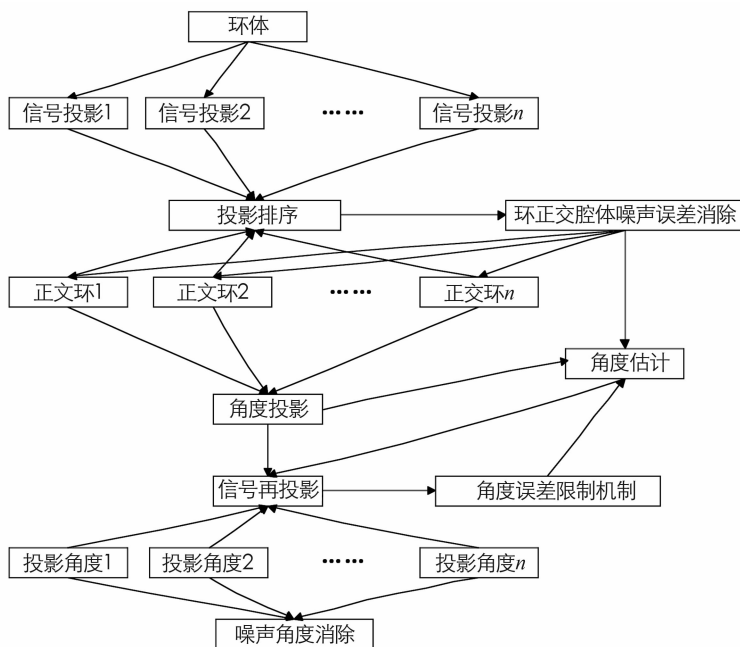 环体
信号投影1 信号投影2 …… 信号投影n
投影排序 环正交腔体噪声误差消除
正文环1 正文环2 …… 正交环n
角度估计
角度投影
信号再投影 角度误差限制机制
投影角度1 投影角度2 …… 投影角度n
噪声角度消除